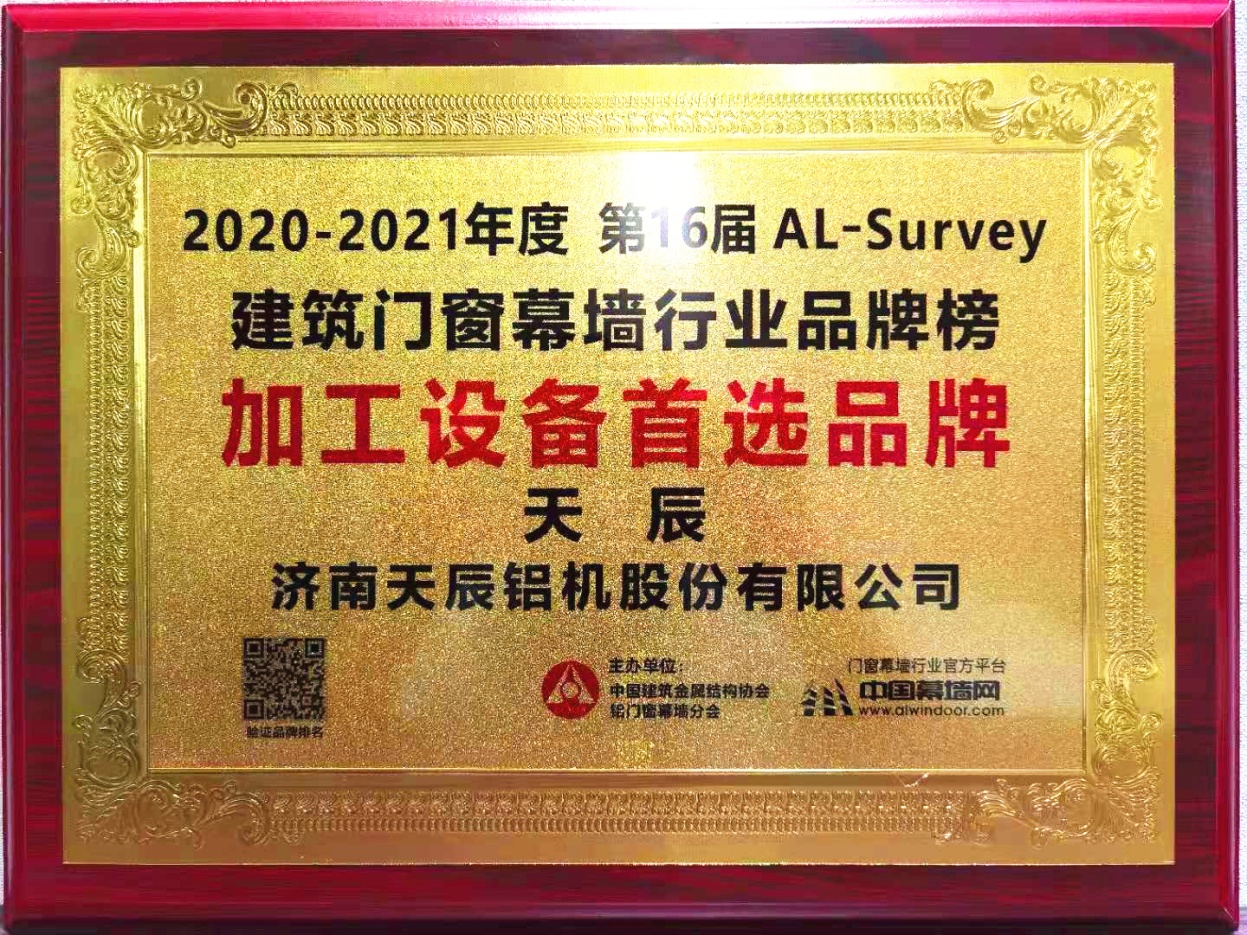 2020-2021年度 第16届 AL-Survey
建筑门窗幕墙行业品牌榜
加工设备首选品牌
天 辰
济南天辰铝机股份有限公司
验证品牌排名
主办单位：
中国建筑金属结构协会
铝门窗幕墙分会
门窗幕墙行业官方平台
中国幕墙网
www.alwindoor.com